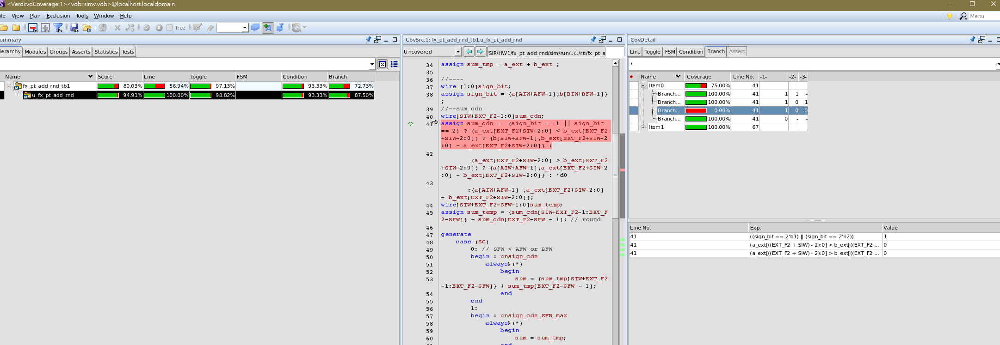 <Verdi:vdCoverage:1><vdb: simv.vdb>@localhost.localdomain
ile View Plan Exclusion Tools Window Help
Menu
Ex Ex Ex Ex Tree
ummary
ierarchy Modules Groups Asserts Statistics Tests
Name Score Line Toggle FSM Condition Branch
fx_pt_add_rnd_tb1 80.03% 56.94% 97.13% 93.33% 72.73%
u_fx_pt_add_rnd 94.91% 100.00% 98.82% 93.33% 87.50%
CovSrc.1: fx_pt_add_rnd_tb1.u_fx_pt_add_rnd
Uncovered
'SIP/HW1/fx_pt_add_rnd/sim/run/../../rtl/fx_pt_a
34 assign sum_tmp = a_ext + b_ext ;
35
36 //----
37 wire [1:0]sign_bit;
38 assign sign_bit = {a[AIW+AFW-1],b[BIW+BFW-1]}
;
39 //--sum_cdn
40 wire[SIW+EXT_F2-1:0]sum_cdn;
41 assign sum_cdn =  (sign_bit == 1 || sign_bit
== 2) ? (a_ext[EXT_F2+SIW-2:0] < b_ext[EXT_F2
+SIW-2:0]) ? {b[BIW+BFW-1],b_ext[EXT_F2+SIW-2
:0] - a_ext[EXT_F2+SIW-2:0]} :
42
(a_ext[EXT_F2+SIW-2:0] > b_ext[EXT_F2
+SIW-2:0]) ? {a[AIW+AFW-1],a_ext[EXT_F2+SIW-2
:0] - b_ext[EXT_F2+SIW-2:0]} : 'd0
43
:{a[AIW+AFW-1] ,a_ext[EXT_F2+SIW-2:0]
+ b_ext[EXT_F2+SIW-2:0]};
44 wire[SIW+EXT_F2-SFW-1:0]sum_temp;
45 assign sum_temp = {sum_cdn[SIW+EXT_F2-1:EXT_F
2-SFW]} + sum_cdn[EXT_F2-SFW - 1]; // round
46
47 generate
48 case (SC)
49 0: // SFW < AFW or BFW
50 begin : unsign_cdn
51 always@(*)
52 begin
53 sum = {sum_tmp[SIW+EXT_F2
-1:EXT_F2-SFW]} + sum_tmp[EXT_F2-SFW - 1];
54 end
55 end
56 1:
57 begin : unsign_cdn_SFW_max
58 always@(*)
59 begin
60 sum = sum_tmp;
CovDetail
Line Toggle FSM Condition Branch Assert
*
Name Coverage Line No. -1- -2- -3-
Item0 75.00% 41
Branch... 100.00% 41 1 1 -
Branch... 100.00% 41 1 0 1
Branch... 0.00% 41 1 0 0
Branch... 100.00% 41 0 - -
Item1 100.00% 67
Line No. Exp. Value
41 ((sign_bit == 2'b1) || (sign_bit == 2'h2)) 1
41 (a_ext[((EXT_F2 + SIW) - 2):0] < b_ext[((EXT_F2 ... 0
41 (a_ext[((EXT_F2 + SIW) - 2):0] > b_ext[((EXT_F2 ... 0